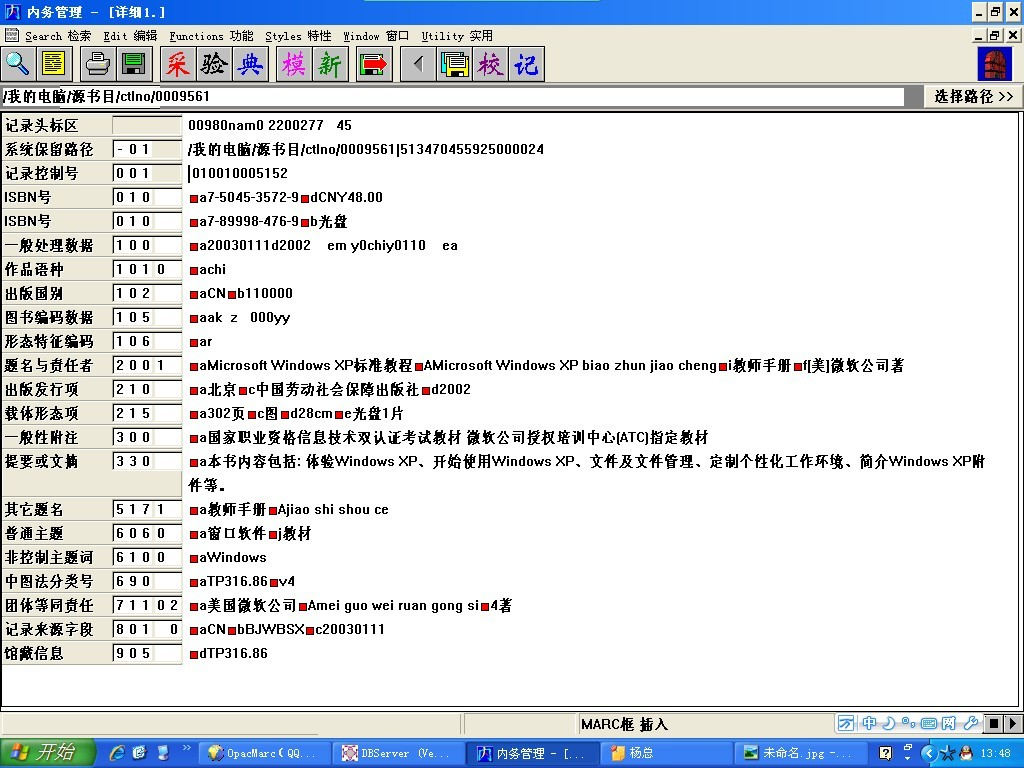 内务管理 - [详细1.]
Search 检索 Edit 编辑 Functions 功能 Styles 特性 Window 窗口 Utility 实用
采 验 典 模 新 校 记
/我的电脑/源书目/ctlno/0009561 选择路径 >>
记录头标区 00980nam0 2200277 45
系统保留路径 -01 /我的电脑/源书目/ctlno/0009561|513470455925000024
记录控制号 001 010010005152
ISBN号 010 ■a7-5045-3572-9■dCNY48.00
ISBN号 010 ■a7-89998-476-9■b光盘
一般处理数据 100 ■a20030111d2002 em y0chiy0110 ea
作品语种 1010 ■achi
出版国别 102 ■aCN■b110000
图书编码数据 105 ■aak z 000yy
形态特征编码 106 ■ar
题名与责任者 2001 ■aMicrosoft Windows XP标准教程■AMicrosoft Windows XP biao zhun jiao cheng■i教师手册■f[美]微软公司著
出版发行项 210 ■a北京■c中国劳动社会保障出版社■d2002
载体形态项 215 ■a302页■c图■d28cm■e光盘1片
一般性附注 300 ■a国家职业资格信息技术双认证考试教材 微软公司授权培训中心(ATC)指定教材
提要或文摘 330 ■a本书内容包括: 体验Windows XP、开始使用Windows XP、文件及文件管理、定制个性化工作环境、简介Windows XP附
件等。
其它题名 5171 ■a教师手册■Ajiao shi shou ce
普通主题 6060 ■a窗口软件■j教材
非控制主题词 6100 ■aWindows
中图法分类号 690 ■aTP316.86■v4
团体等同责任 71102 ■a美国微软公司■Amei guo wei ruan gong si■4著
记录来源字段 801 0 ■aCN■bBJWBSX■c20030111
馆藏信息 905 ■dTP316.86
MARC框 插入 中
开始 OpacMarc（QQ... DBServer (Ve... 内务管理 - [... 杨总 未命名.jpg -... 13:48